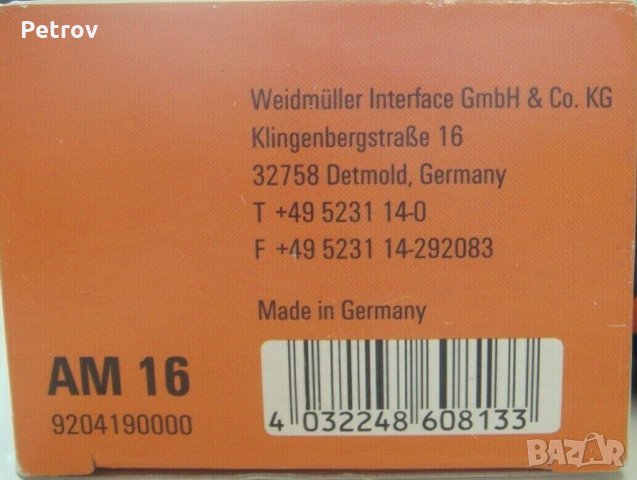 Petrov
Weidmüller Interface GmbH & Co. KG
Klingenbergstraße 16
32758 Detmold, Germany
T +49 5231 14-0
F +49 5231 14-292083
Made in Germany
AM 16
9204190000
4 032248 608133
BAZAR